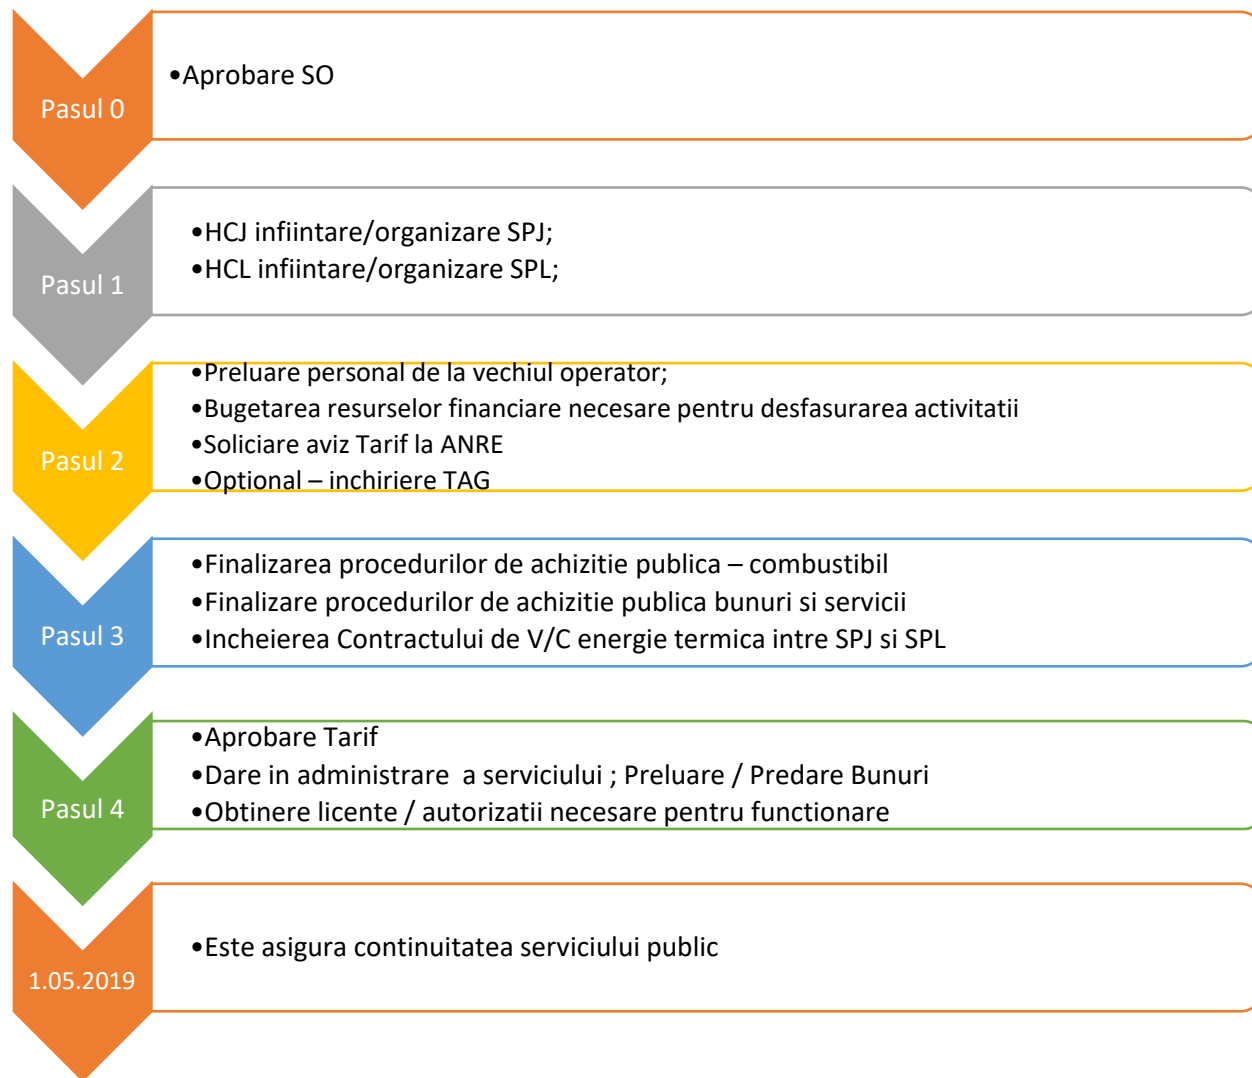 Pasul 0
•Aprobare SO
Pasul 1
•HCJ infiintare/organizare SPJ;
•HCL infiintare/organizare SPL;
Pasul 2
•Preluare personal de la vechiul operator;
•Bugetarea resurselor financiare necesare pentru desfasurarea activitatii
•Soliciare aviz Tarif la ANRE
•Optional – inchiriere TAG
Pasul 3
•Finalizarea procedurilor de achizitie publica – combustibil
•Finalizare procedurilor de achizitie publica bunuri si servicii
•Incheierea Contractului de V/C energie termica intre SPJ si SPL
Pasul 4
•Aprobare Tarif
•Dare in administrare a serviciului ; Preluare / Predare Bunuri
•Obtinere licente / autorizatii necesare pentru functionare
1.05.2019
•Este asigura continuitatea serviciului public